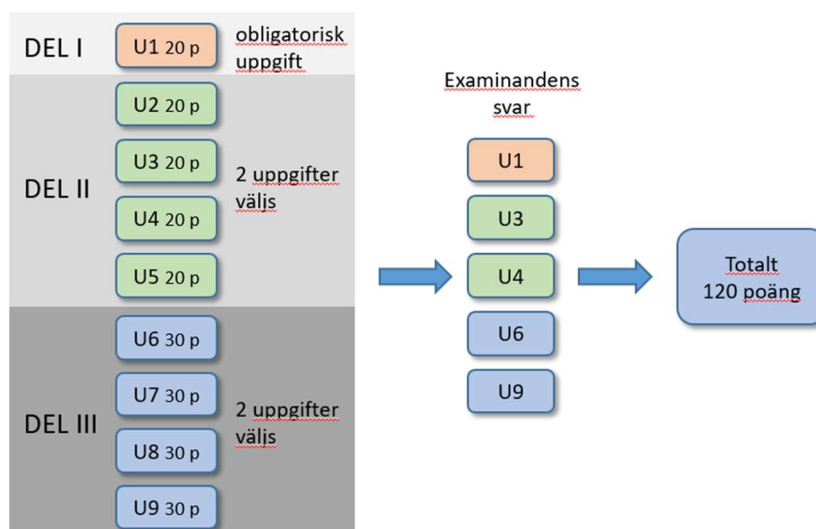 DEL I
U1 20 p
obligatorisk
uppgift
DEL II
U2 20 p
U3 20 p
U4 20 p
U5 20 p
2 uppgifter
väljs
DEL III
U6 30 p
U7 30 p
U8 30 p
U9 30 p
2 uppgifter
väljs
Examinandens
svar
U1
U3
U4
U6
U9
Totalt
120 poäng